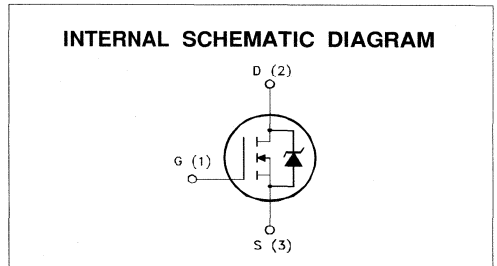 INTERNAL SCHEMATIC DIAGRAM
D (2)
G (1)
S (3)